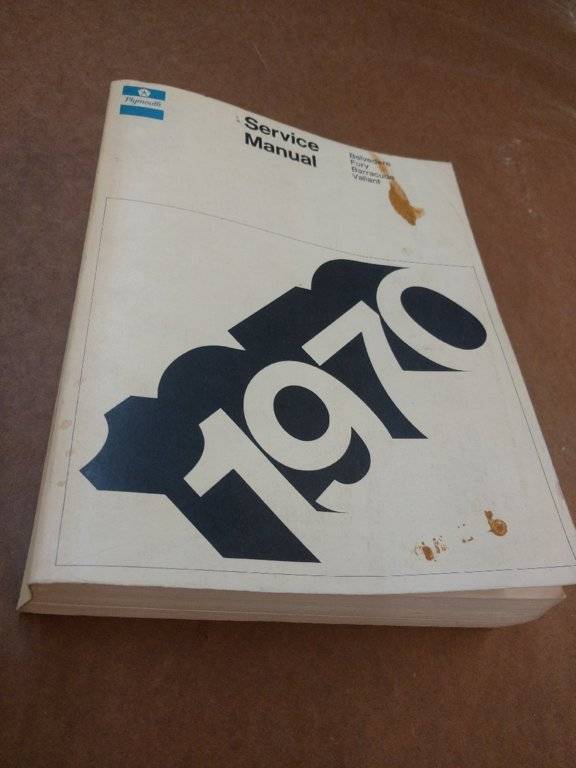 Plymouth
Service
Manual
Belvedere
Fury
Barracuda
Valiant
1970